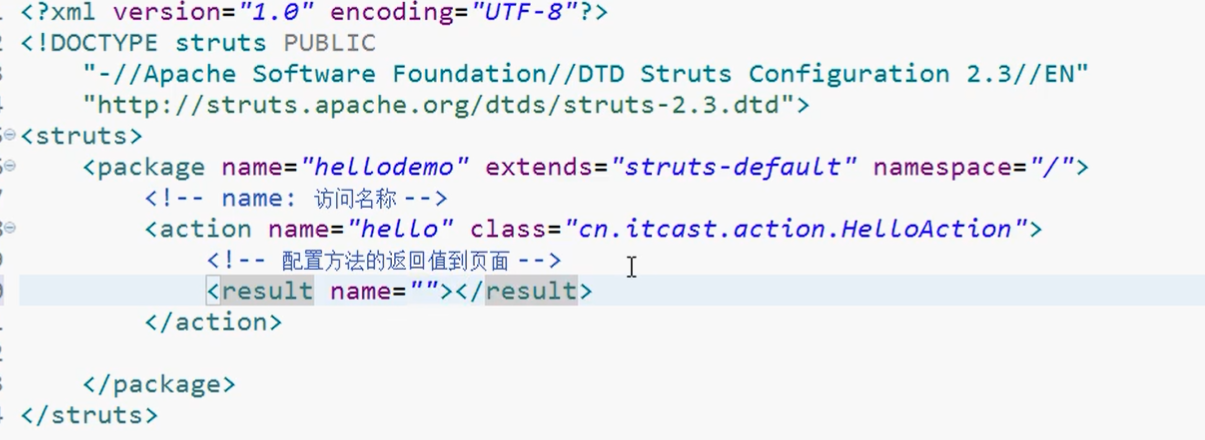 <?xml version="1.0" encoding="UTF-8"?>
<!DOCTYPE struts PUBLIC
"-//Apache Software Foundation//DTD Struts Configuration 2.3//EN"
"http://struts.apache.org/dtds/struts-2.3.dtd">
<struts>
<package name="hellodemo" extends="struts-default" namespace="/">
<!-- name: 访问名称 -->
<action name="hello" class="cn.itcast.action.HelloAction">
<!-- 配置方法的返回值到页面 -->
<result name=""></result>
</action>
</package>
</struts>